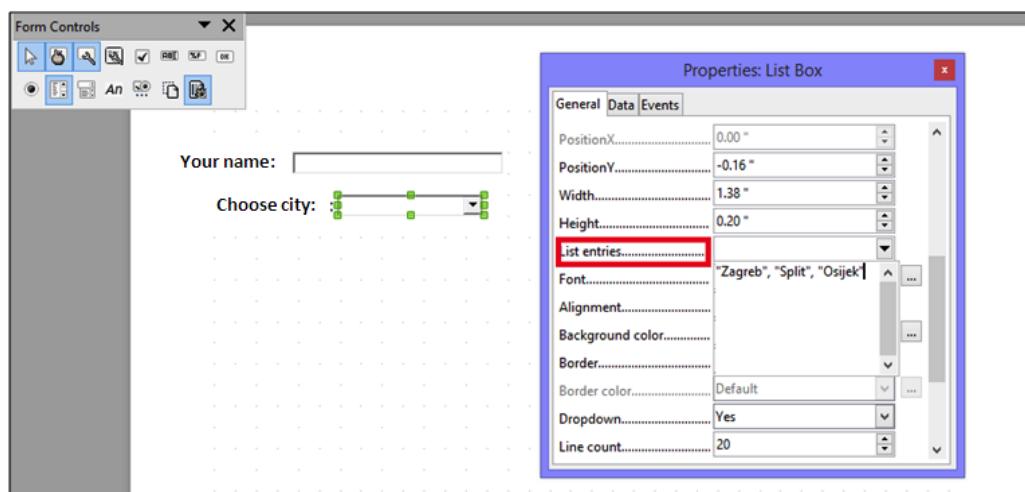 Form Controls
ABI %F OK
An
Your name:
Choose city: :
Properties: List Box
General Data Events
PositionX............................ 0.00 "
PositionY............................ -0.16 "
Width................................ 1.38 "
Height............................... 0.20 "
List entries.........................
"Zagreb", "Split", "Osijek"
Font................................. ...
Alignment............................
Background color.............. ...
Border...............................
Border color....................... Default ...
Dropdown.......................... Yes
Line count.......................... 20